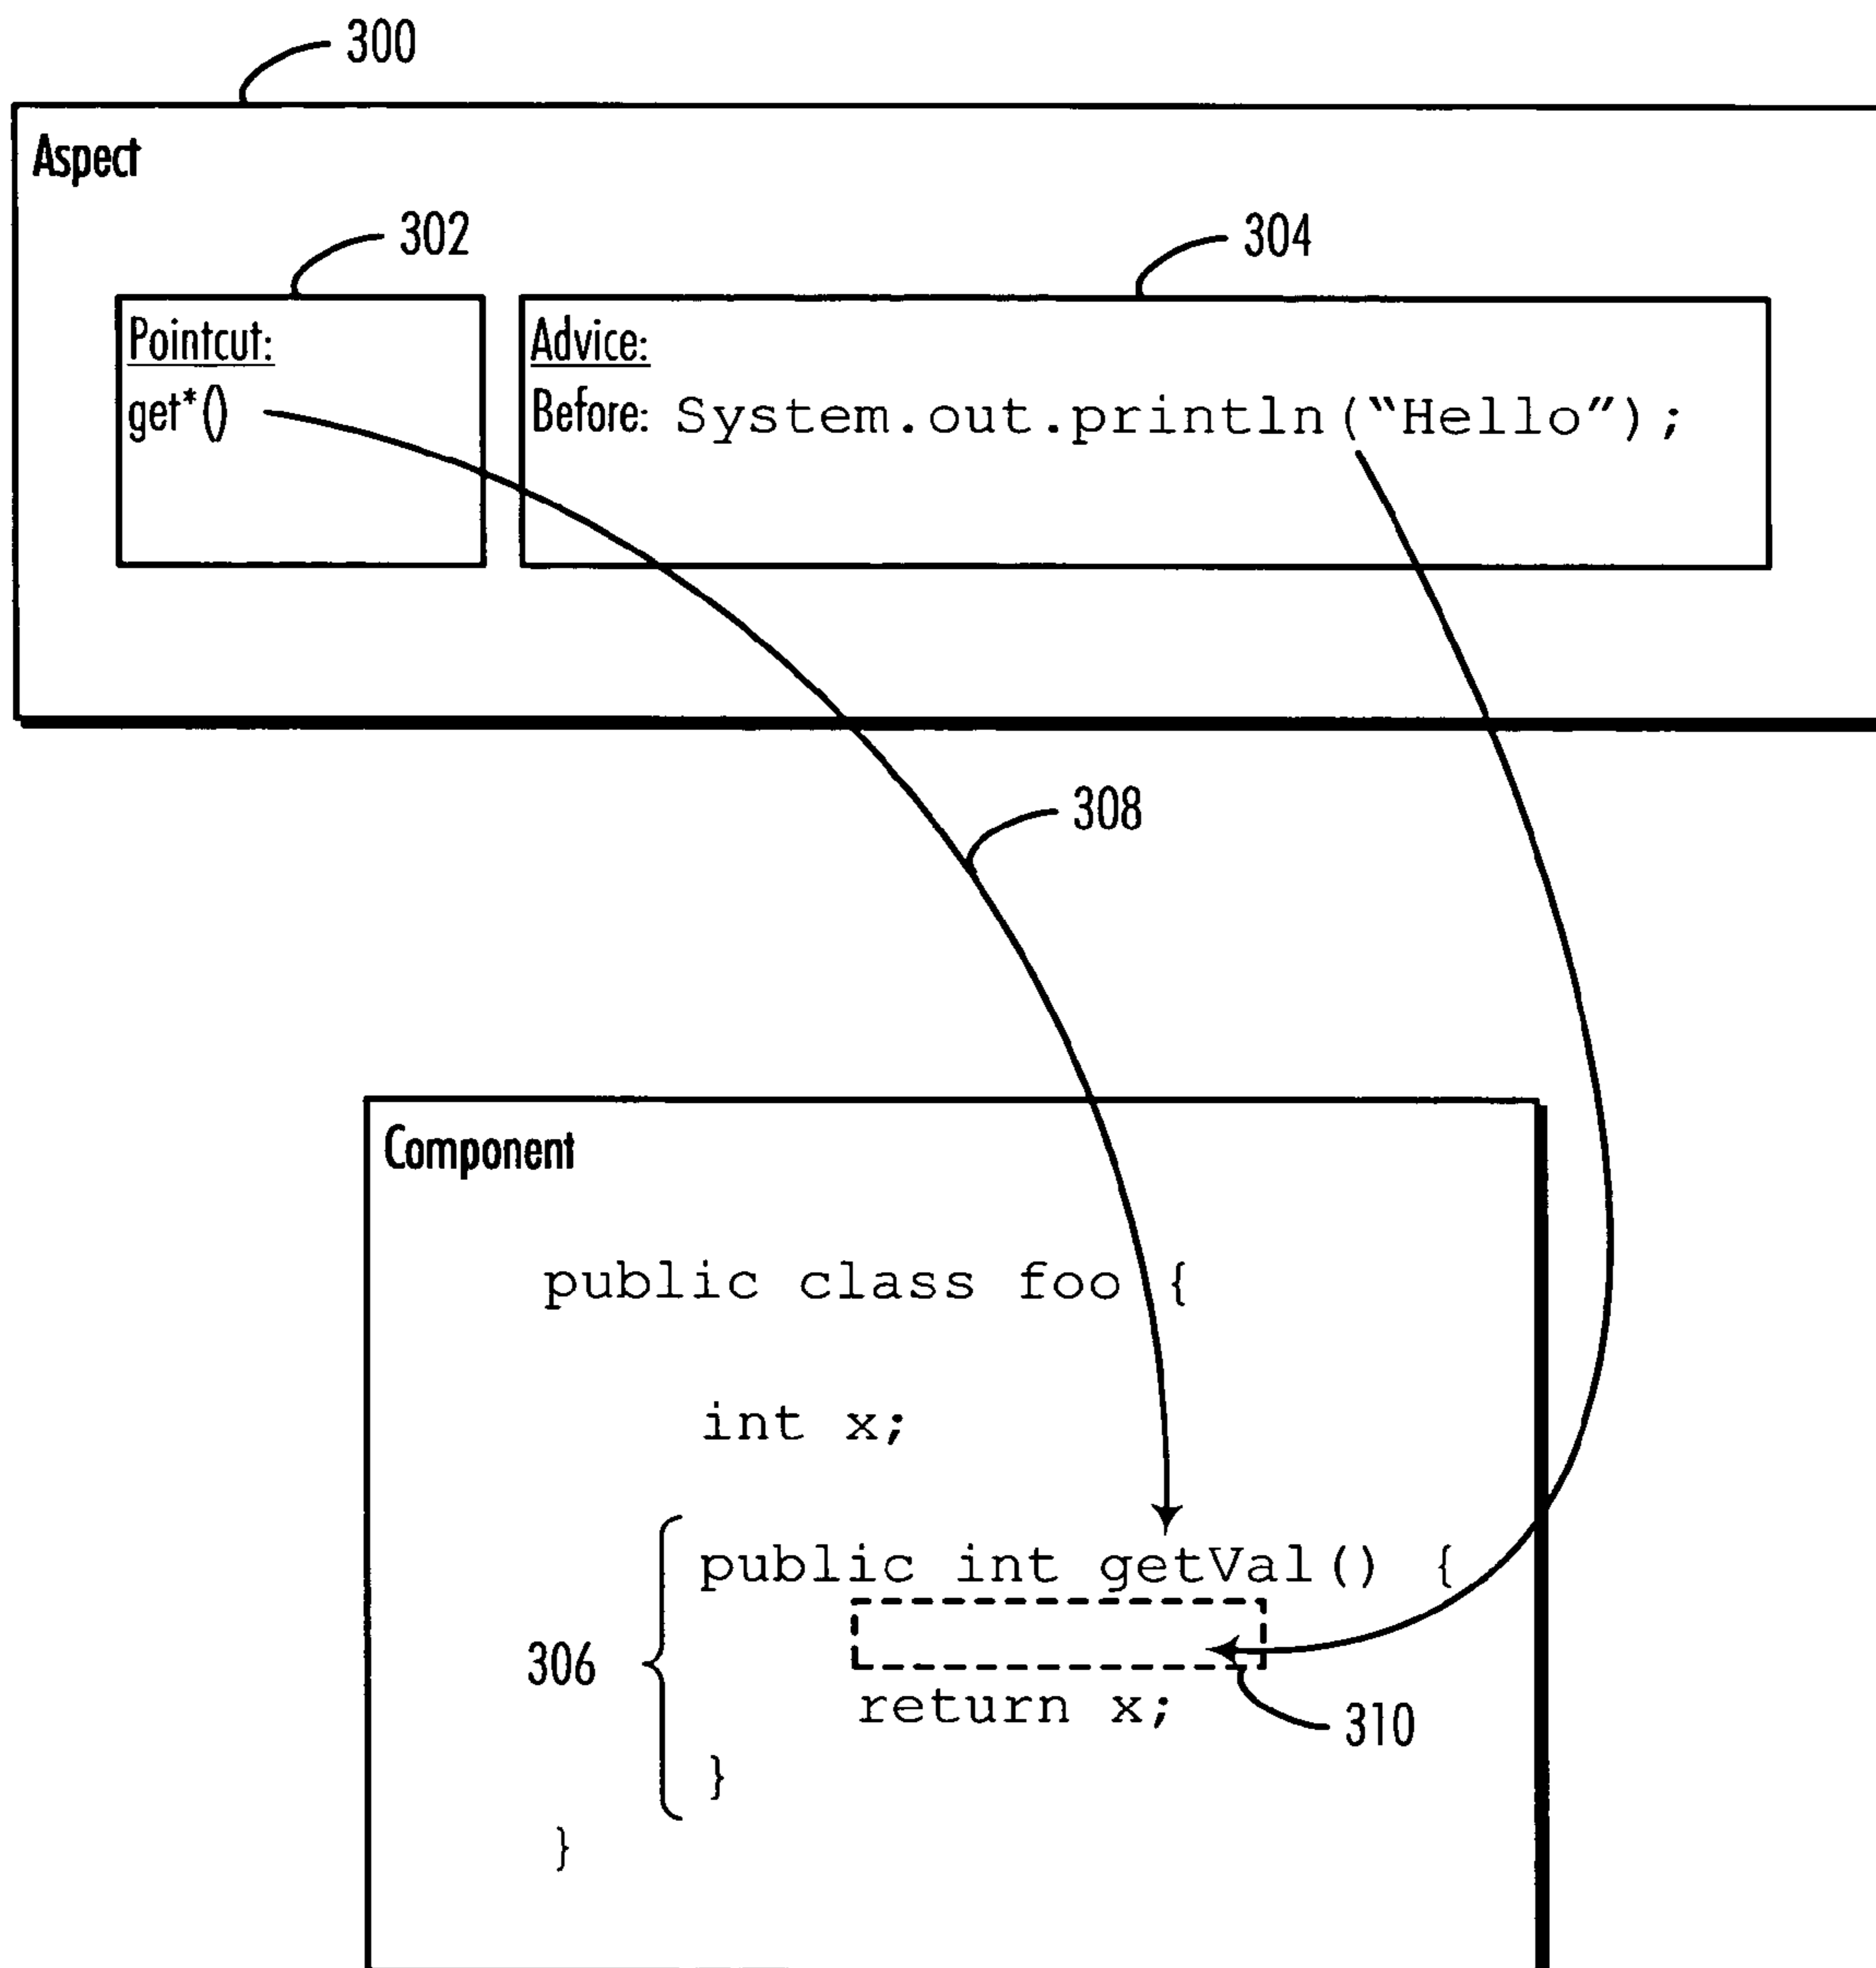 300
Aspect
302
304
Pointcut:
get*()
Advice:
Before: System.out.println(“Hello”);
308
Component
public class foo {
int x;
public int getVal() {
306
return x;
310
}
}